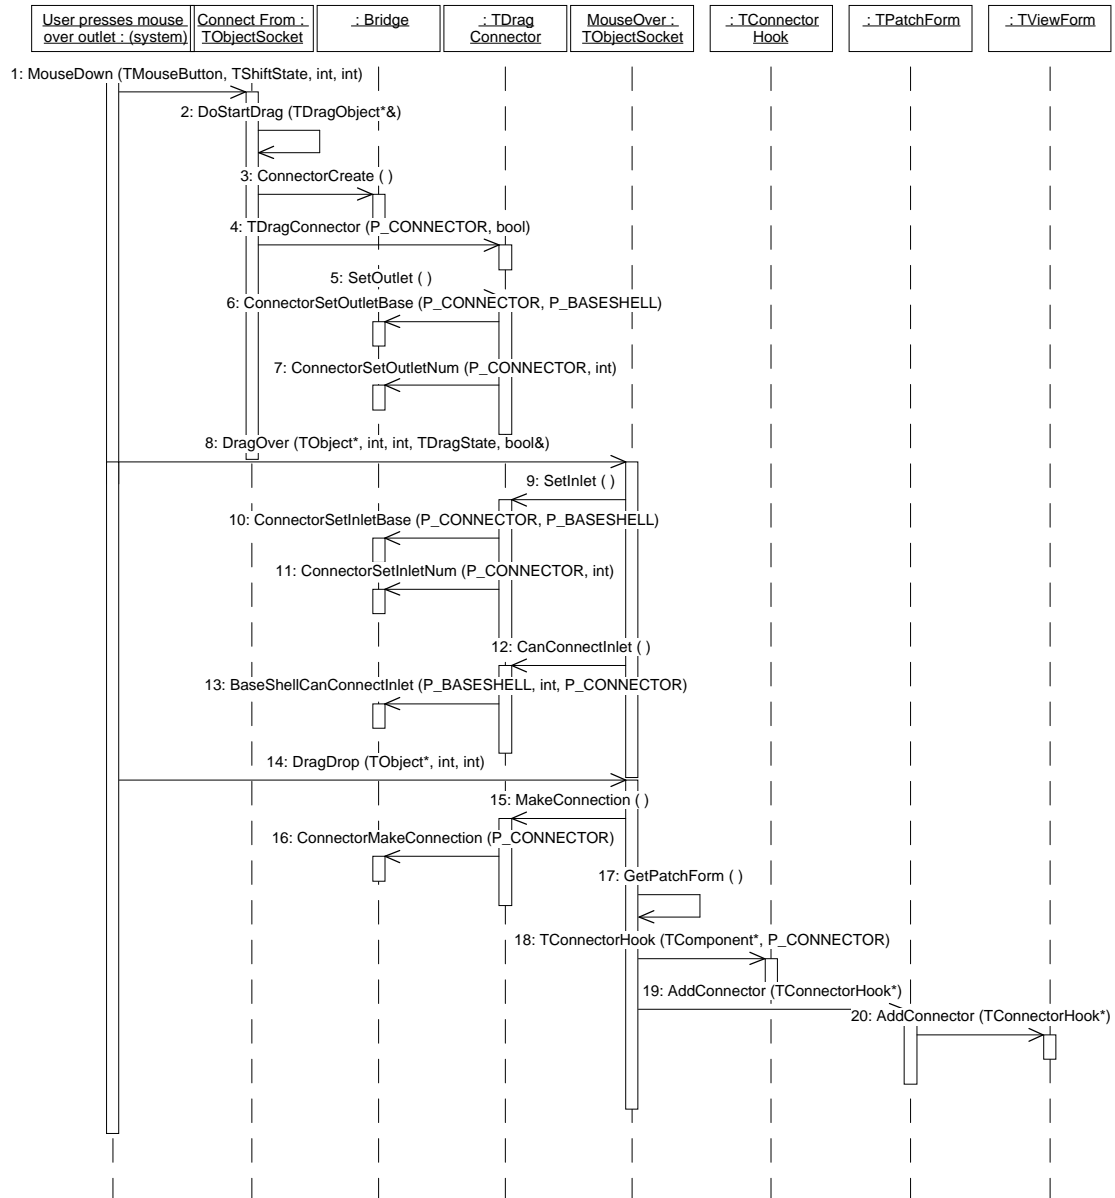 User presses mouse
over outlet : (system)
Connect From :
TObjectSocket
: Bridge
: TDrag
Connector
MouseOver :
TObjectSocket
: TConnector
Hook
: TPatchForm
: TViewForm
1: MouseDown (TMouseButton, TShiftState, int, int)
2: DoStartDrag (TDragObject*&)
3: ConnectorCreate ( )
4: TDragConnector (P_CONNECTOR, bool)
5: SetOutlet ( )
6: ConnectorSetOutletBase (P_CONNECTOR, P_BASESHELL)
7: ConnectorSetOutletNum (P_CONNECTOR, int)
8: DragOver (TObject*, int, int, TDragState, bool&)
9: SetInlet ( )
10: ConnectorSetInletBase (P_CONNECTOR, P_BASESHELL)
11: ConnectorSetInletNum (P_CONNECTOR, int)
12: CanConnectInlet ( )
13: BaseShellCanConnectInlet (P_BASESHELL, int, P_CONNECTOR)
14: DragDrop (TObject*, int, int)
15: MakeConnection ( )
16: ConnectorMakeConnection (P_CONNECTOR)
17: GetPatchForm ( )
18: TConnectorHook (TComponent*, P_CONNECTOR)
19: AddConnector (TConnectorHook*)
20: AddConnector (TConnectorHook*)